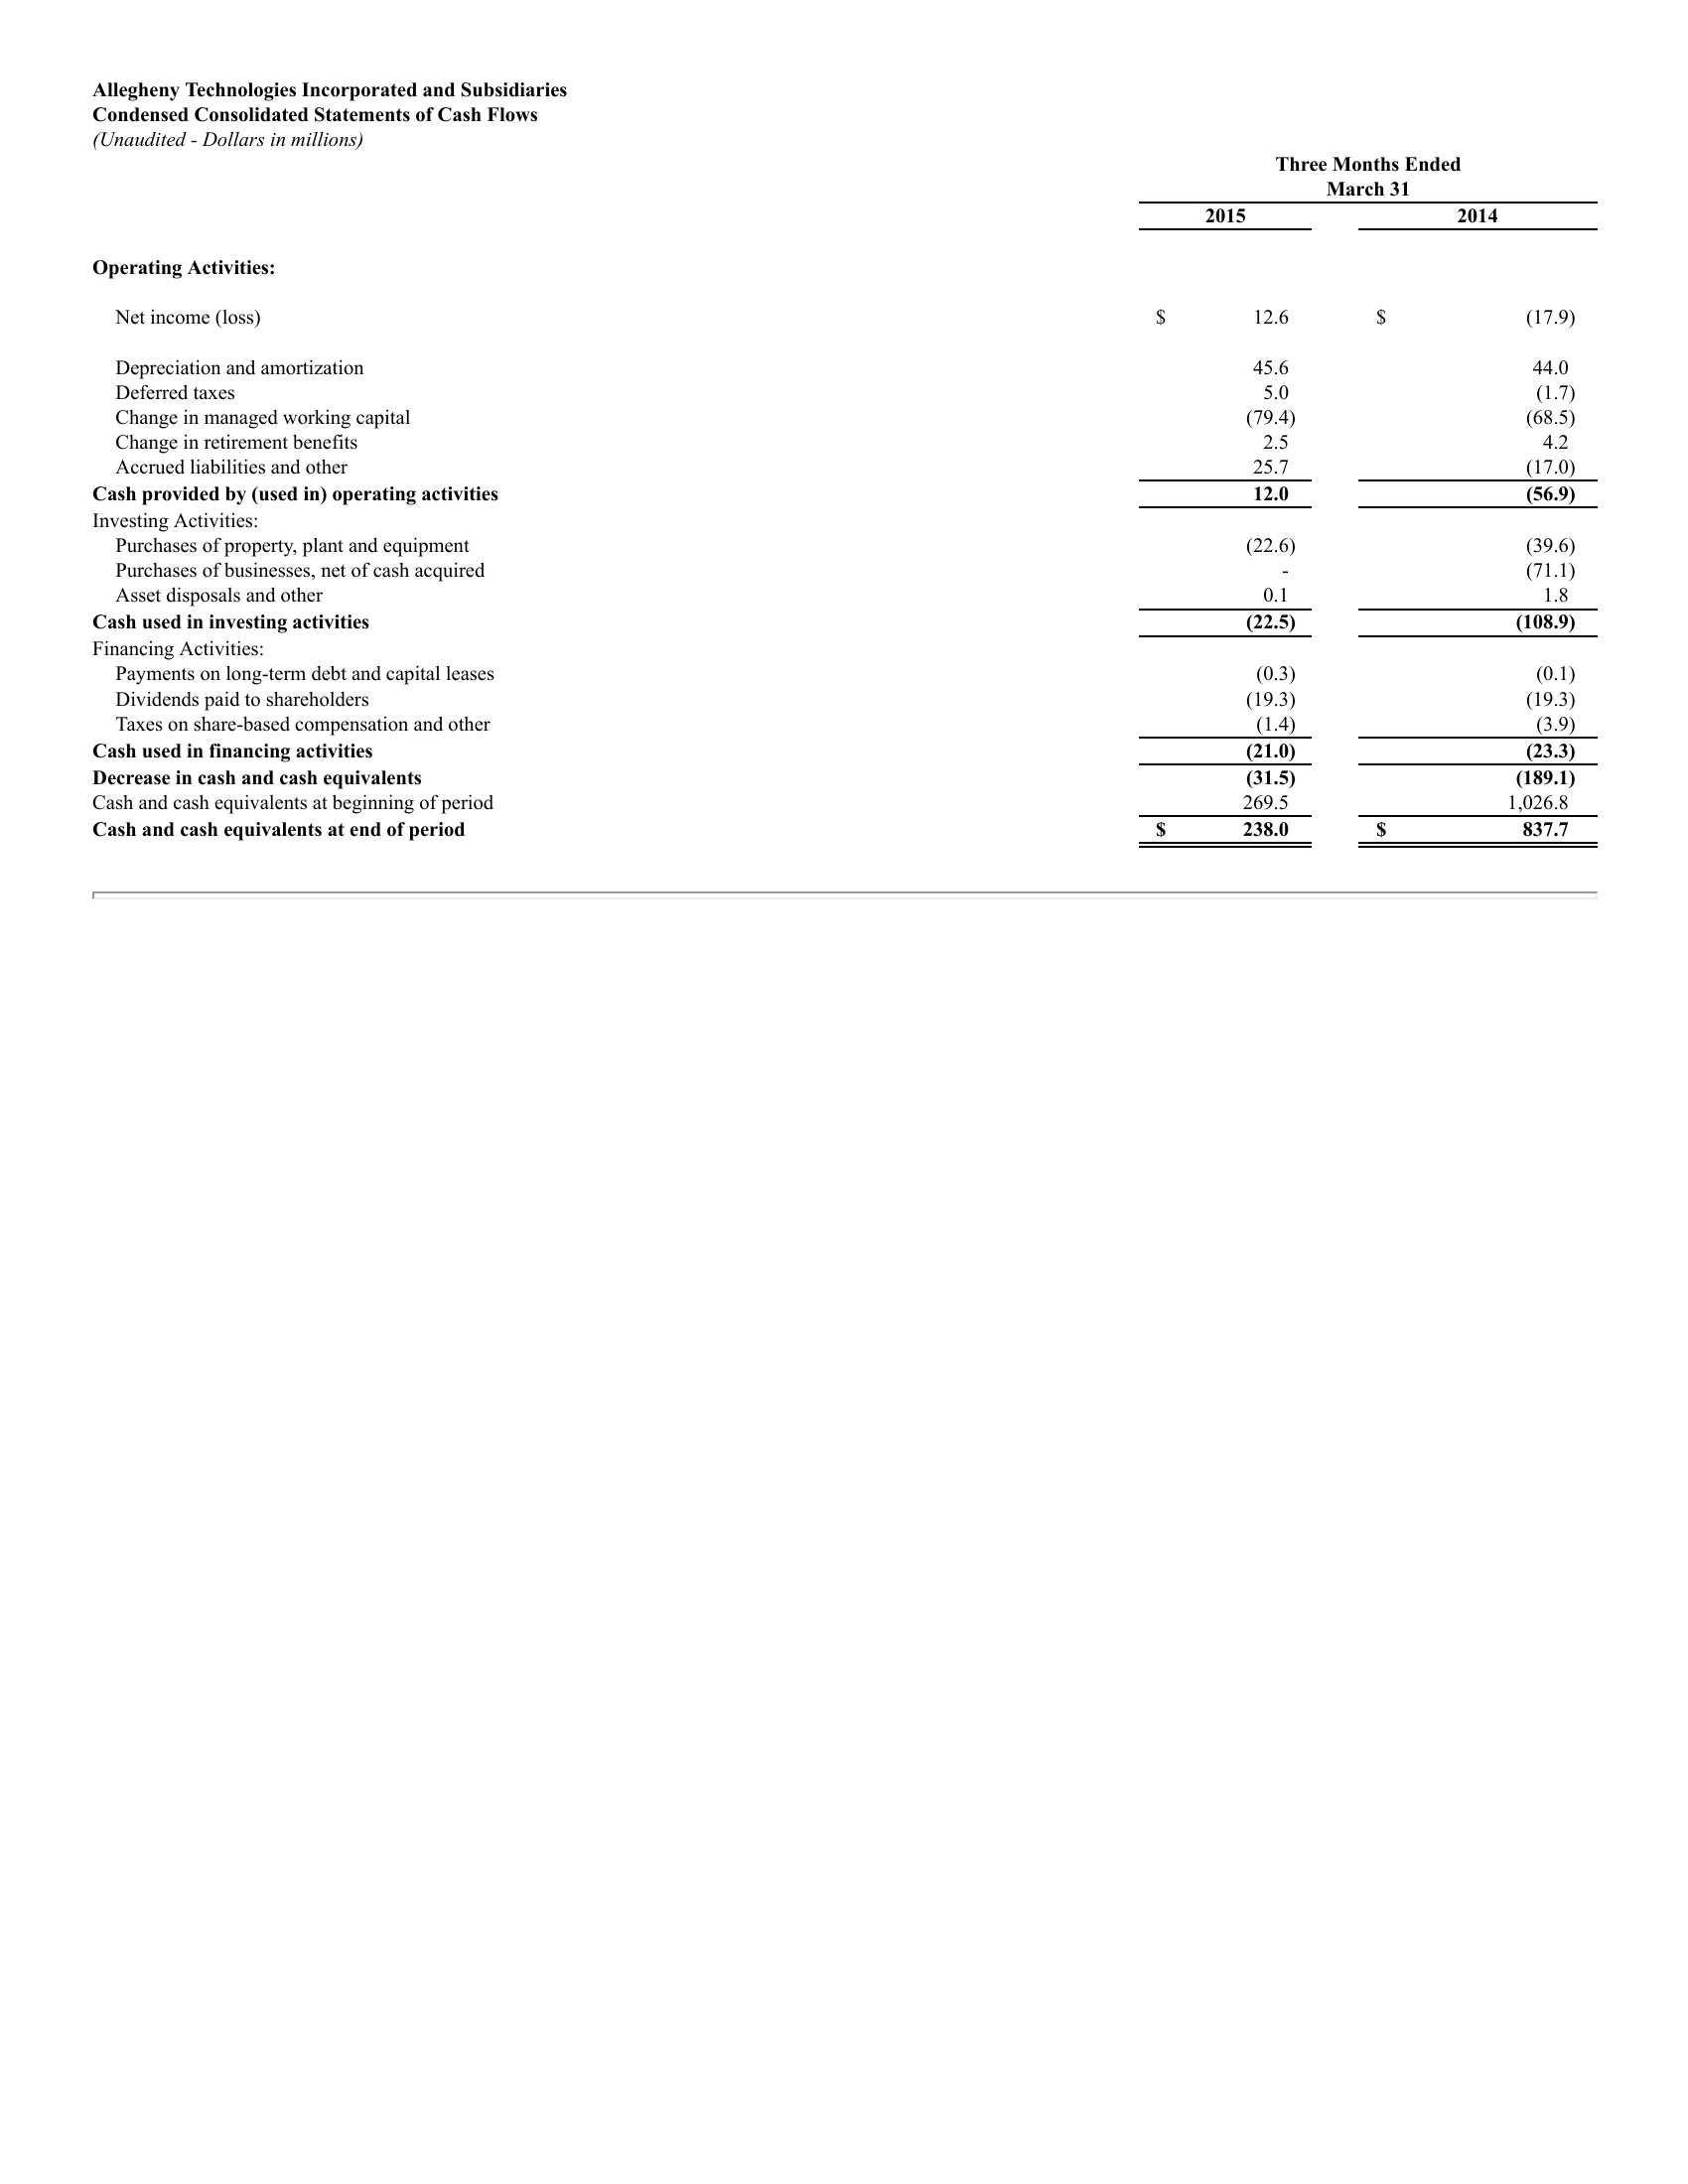 Allegheny Technologies Incorporated and Subsidiaries
Condensed Consolidated Statements of Cash Flows
(Unaudited - Dollars in millions)
Three Months Ended
March 31
2015 2014
Operating Activities:
Net income (loss) $ 12.6 $ (17.9)
Depreciation and amortization 45.6 44.0
Deferred taxes 5.0 (1.7)
Change in managed working capital (79.4) (68.5)
Change in retirement benefits 2.5 4.2
Accrued liabilities and other 25.7 (17.0)
Cash provided by (used in) operating activities 12.0 (56.9)
Investing Activities:
Purchases of property, plant and equipment (22.6) (39.6)
Purchases of businesses, net of cash acquired - (71.1)
Asset disposals and other 0.1 1.8
Cash used in investing activities (22.5) (108.9)
Financing Activities:
Payments on long-term debt and capital leases (0.3) (0.1)
Dividends paid to shareholders (19.3) (19.3)
Taxes on share-based compensation and other (1.4) (3.9)
Cash used in financing activities (21.0) (23.3)
Decrease in cash and cash equivalents (31.5) (189.1)
Cash and cash equivalents at beginning of period 269.5 1,026.8
Cash and cash equivalents at end of period $ 238.0 $ 837.7